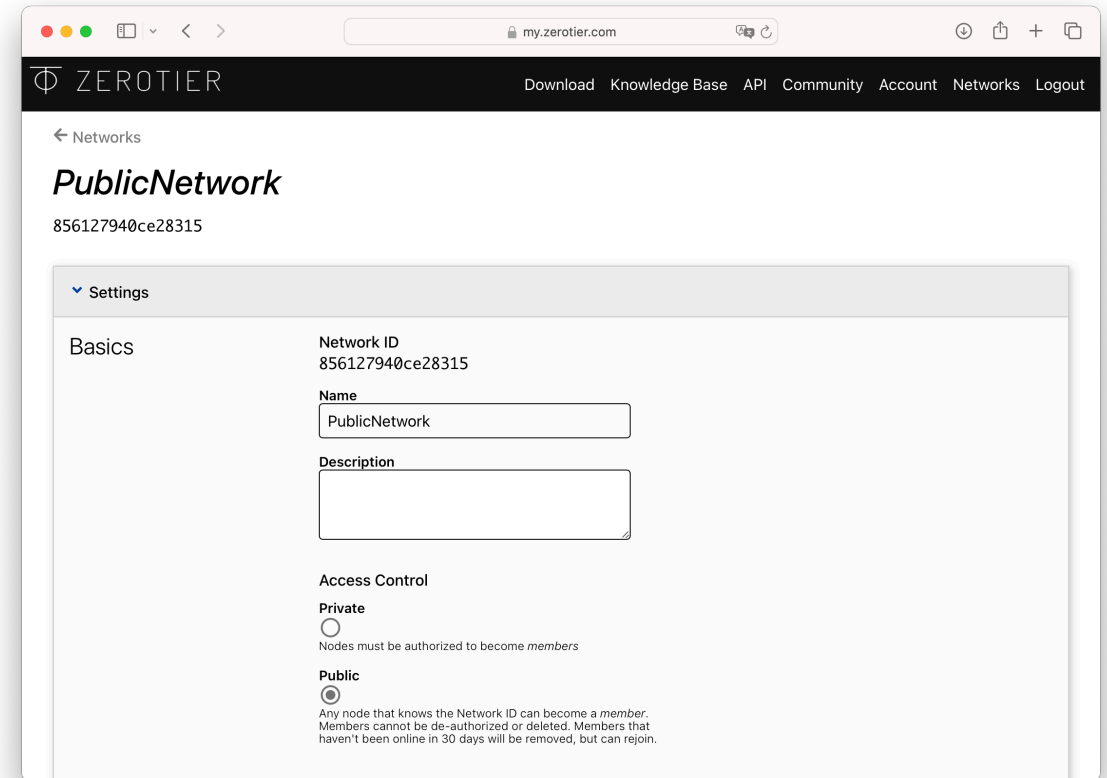 my.zerotier.com
ZEROTIER
Download Knowledge Base API Community Account Networks Logout
Networks
PublicNetwork
856127940ce28315
Settings
Basics
Network ID
856127940ce28315
Name
PublicNetwork
Description
Access Control
Private
Nodes must be authorized to become members
Public
Any node that knows the Network ID can become a member.
Members cannot be de-authorized or deleted. Members that
haven't been online in 30 days will be removed, but can rejoin.